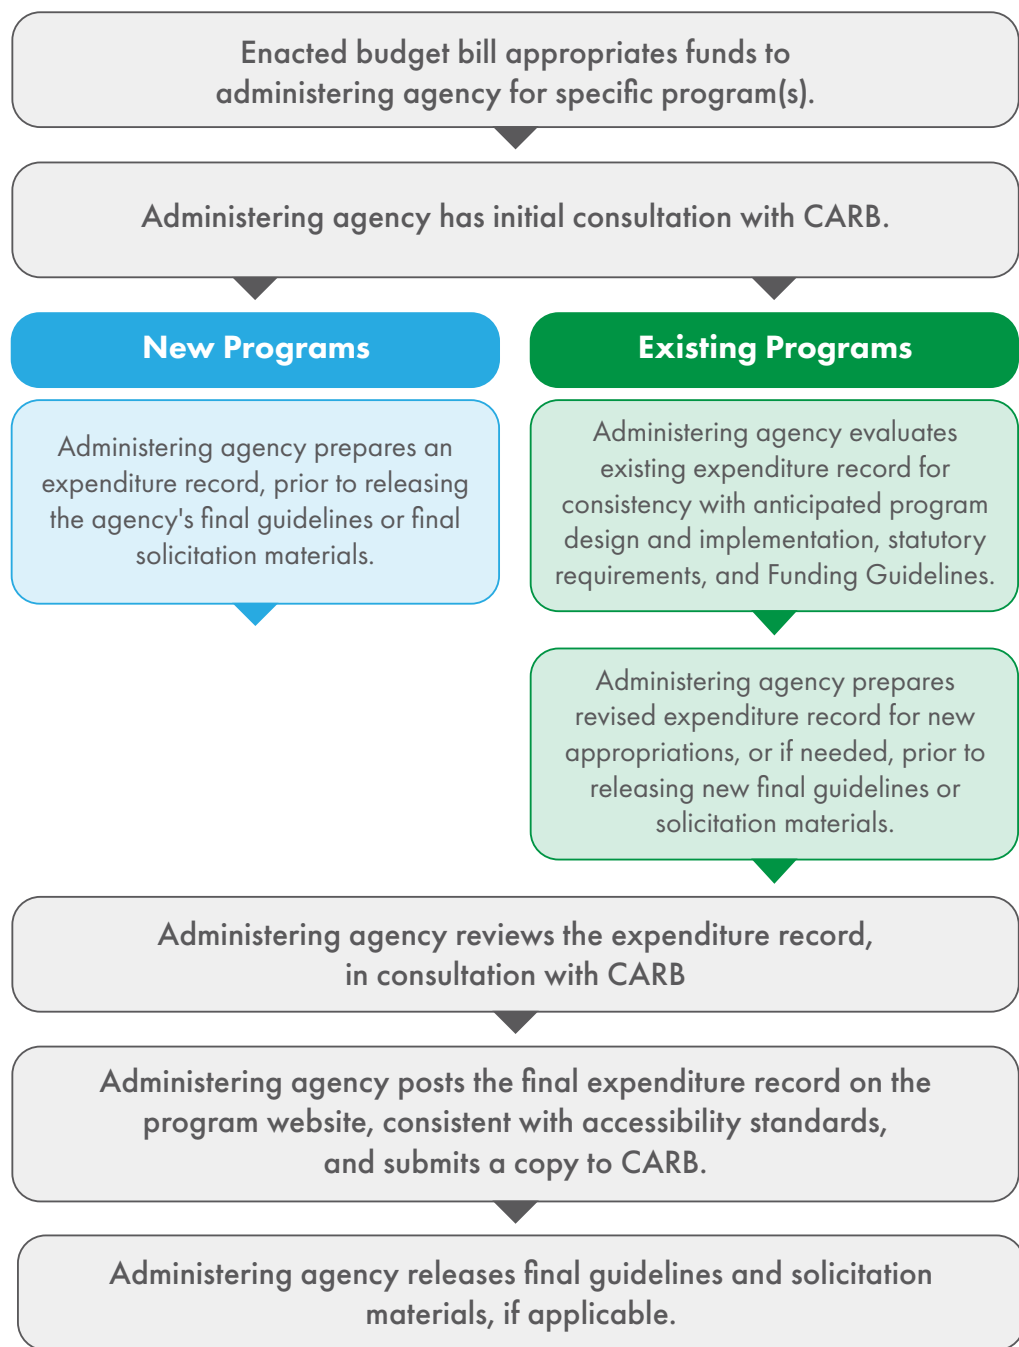 Enacted budget bill appropriates funds to
administering agency for specific program(s).
Administering agency has initial consultation with CARB.
New Programs
Administering agency prepares an
expenditure record, prior to releasing
the agency's final guidelines or final
solicitation materials.
Existing Programs
Administering agency evaluates
existing expenditure record for
consistency with anticipated program
design and implementation, statutory
requirements, and Funding Guidelines.
Administering agency prepares
revised expenditure record for new
appropriations, or if needed, prior to
releasing new final guidelines or
solicitation materials.
Administering agency reviews the expenditure record,
in consultation with CARB
Administering agency posts the final expenditure record on the
program website, consistent with accessibility standards,
and submits a copy to CARB.
Administering agency releases final guidelines and solicitation
materials, if applicable.